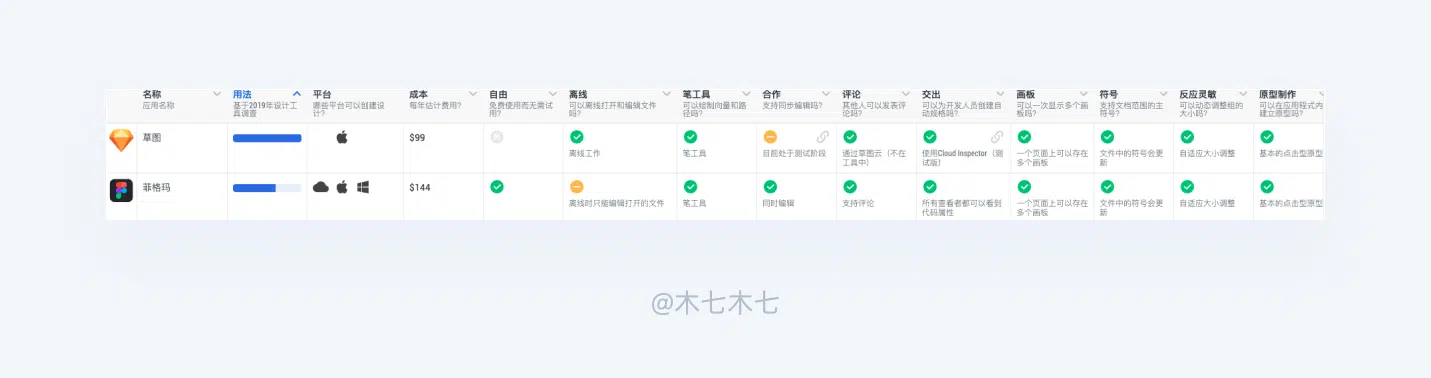 名称 用法 平台 成本 自由 离线 笔工具 合作 评论 交出 画板 符号 反应灵敏 原型制作
应用名称 基于2019年设计工 哪些平台可以创建设 每年估计费用? 免费使用而无需试 可以离线打开和编辑文件 可以绘制向量和路 支持同步编辑吗? 其他人可以发表评 可以为开发人员创建自 可以一次显示多个画 支持文档范围的主 可以动态调整组的 可以在应用程式内
具调查 计? 用? 吗? 径吗? 论吗? 动规格吗? 板吗? 符号? 大小吗? 建立原型吗?
草图 $99
离线工作 笔工具 目前处于测试阶段 通过草图云（不在 使用Cloud Inspector（测 一个页面上可以存在 文件中的符号会更 自适应大小调整 基本的点击型原型
工具中） 试版） 多个画板 新
菲格玛 $144
离线时只能编辑打开的文件 笔工具 同时编辑 支持评论 所有查看者都可以看到 一个页面上可以存在 文件中的符号会更 自适应大小调整 基本的点击型原型
代码属性 多个画板 新
@木七木七